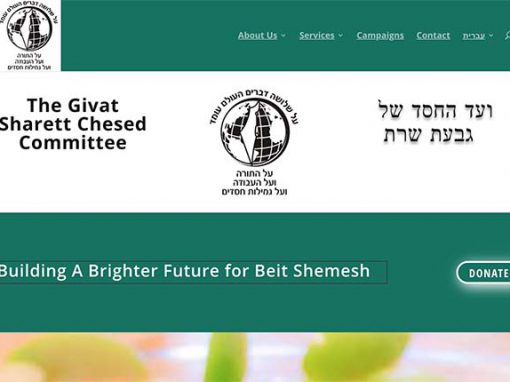 על שלושה דברים העולם עומד
על התורה
ועל העבודה
ועל גמילות חסדים
About Us
Services
Campaigns
Contact
עברית
The Givat
Sharett Chesed
Committee
על שלושה דברים העולם עומד
על התורה
ועל העבודה
ועל גמילות חסדים
ועד החסד של
גבעת שרת
Building A Brighter Future for Beit Shemesh
DONATE